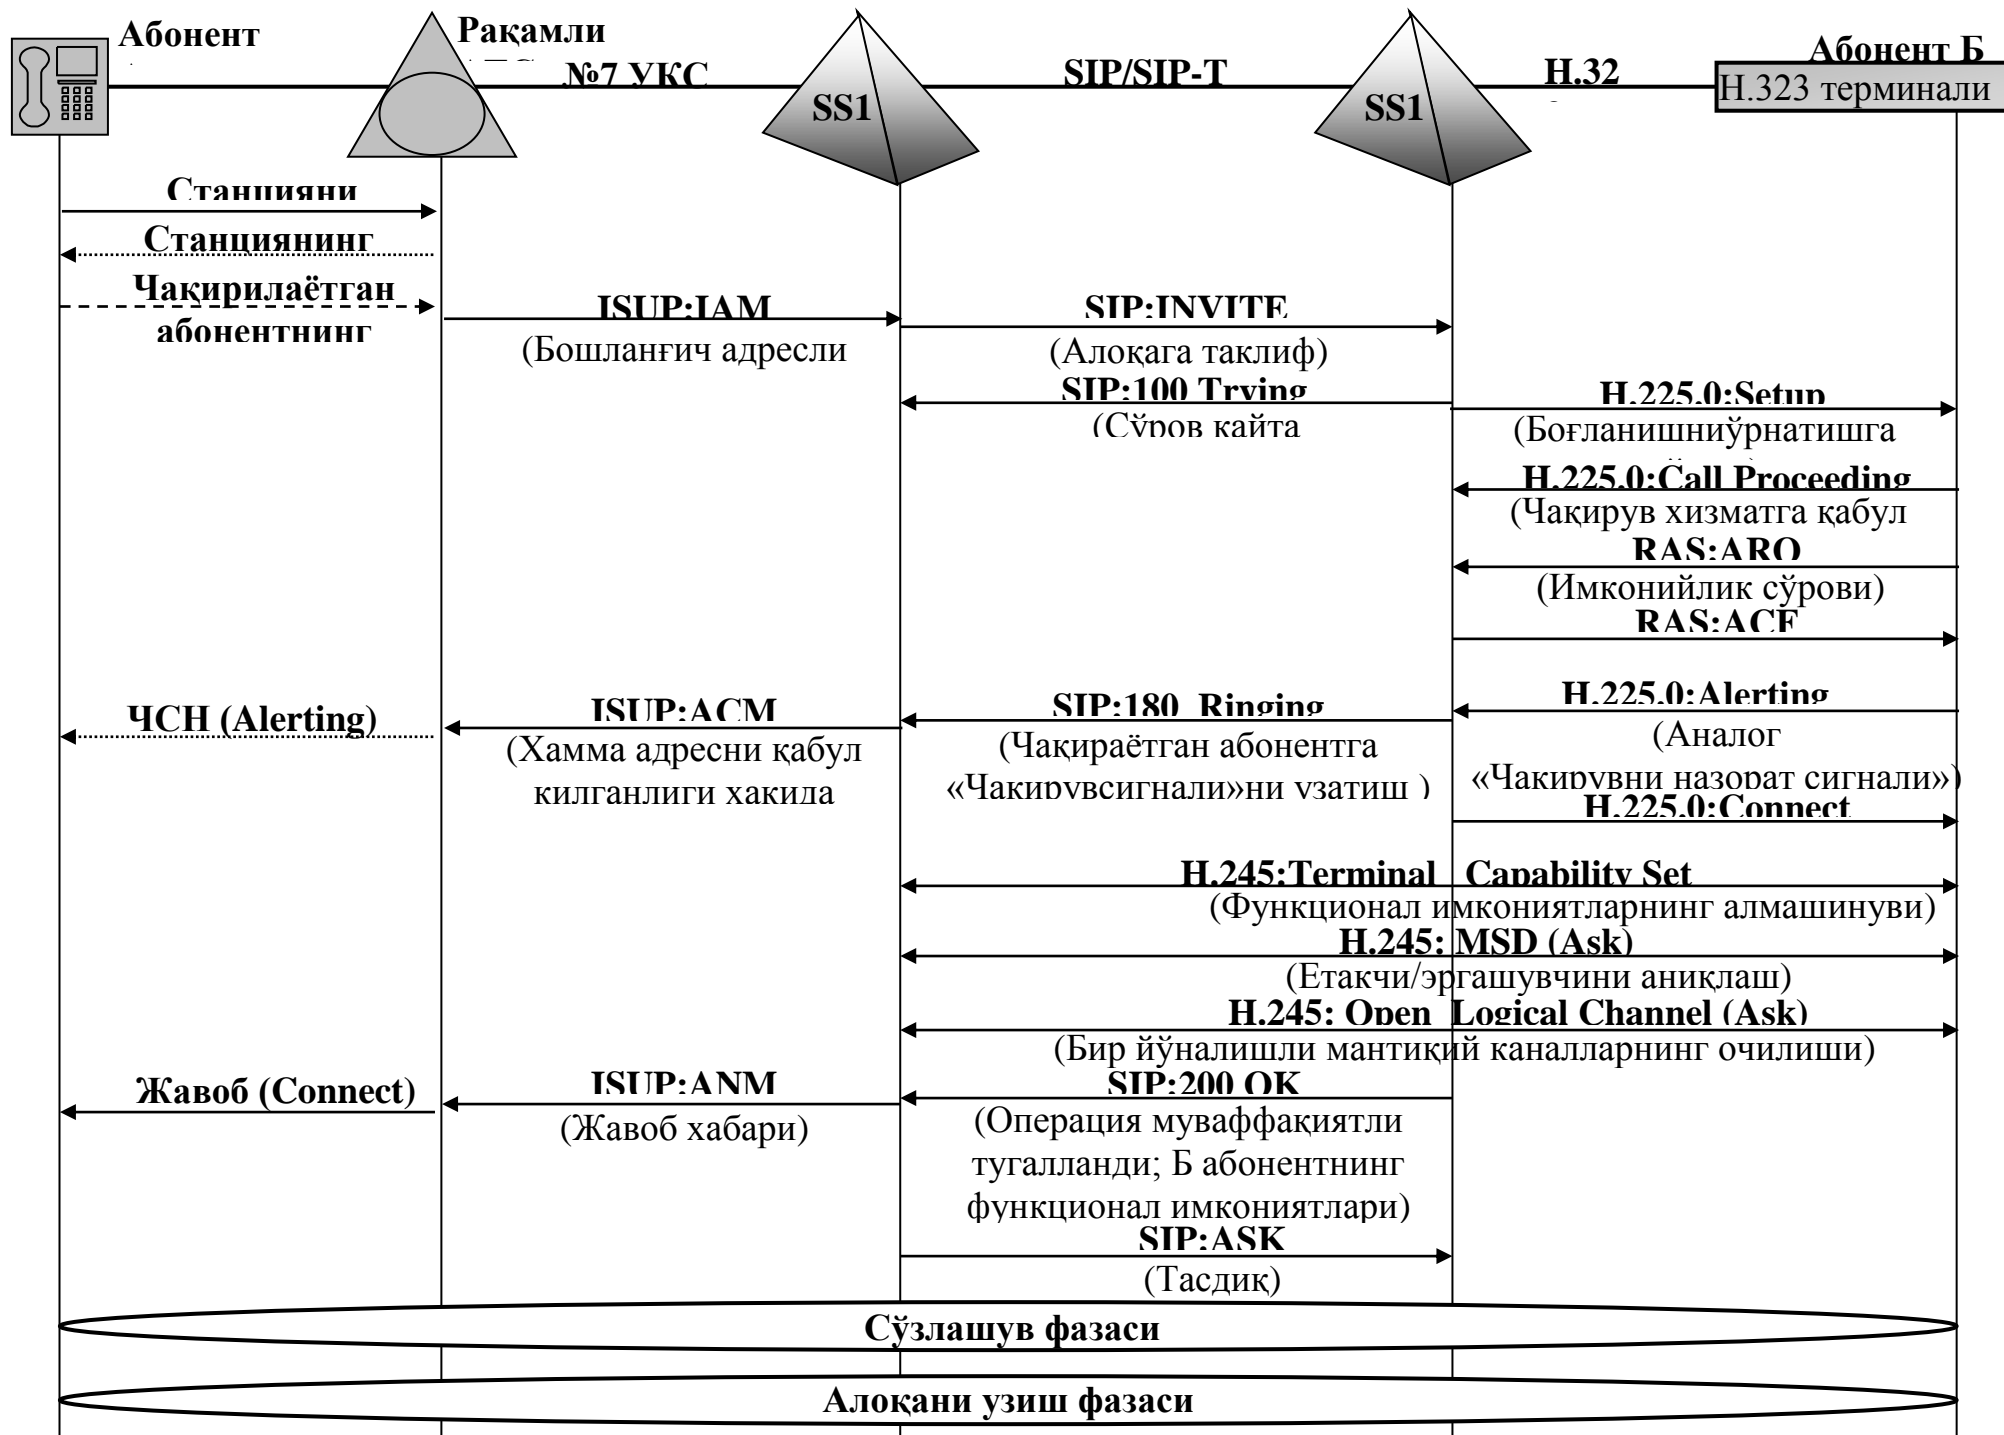 Абонент
Рақамли
Абонент Б
№7 УКС
SIP/SIP-T
H.32
H.323 терминали
SS1
SS1
Станцияни
Станциянинг
Чақирилаётган
абонентнинг
ISUP:IAM
(Бошланғич адресли
SIP:INVITE
(Алоқага таклиф)
SIP:100 Trying
(Сўров кайта
H.225.0:Setup
(Боғланишниўрнатишга
H.225.0:Call Proceeding
(Чақирув хизматга қабул
RAS:ARQ
(Имконийлик сўрови)
RAS:ACF
H.225.0:Alerting
(Аналог
«Чакирувни назорат сигнали»)
SIP:180 Ringing
(Чақираётган абонентга
«Чакирувсигнали»ни узатиш )
ISUP:ACM
(Хамма адресни қабул
килганлиги хакида
ЧСН (Alerting)
H.225.0:Connect
H.245:Terminal Capability Set
(Функционал имкониятларнинг алмашинуви)
H.245: MSD (Ask)
(Етакчи/эргашувчини аниқлаш)
H.245: Open Logical Channel (Ask)
(Бир йўналишли мантиқий каналларнинг очилиши)
Жавоб (Connect)
ISUP:ANM
(Жавоб хабари)
SIP:200 OK
(Операция муваффақиятли
тугалланди; Б абонентнинг
функционал имкониятлари)
SIP:ASK
(Тасдиқ)
Сўзлашув фазаси
Алоқани узиш фазаси